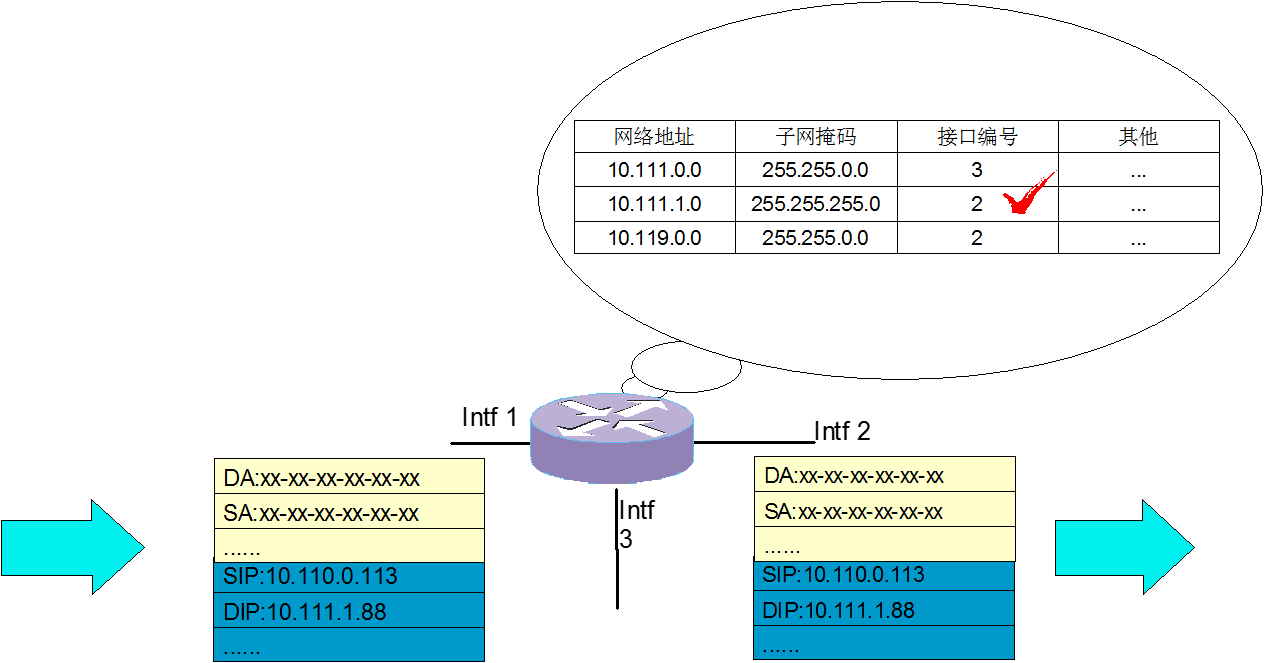 网络地址 子网掩码 接口编号 其他
10.111.0.0 255.255.0.0 3 ...
10.111.1.0 255.255.255.0 2 ...
10.119.0.0 255.255.0.0 2 ...
Intf 1
Intf 2
Intf
3
DA:xx-xx-xx-xx-xx-xx
SA:xx-xx-xx-xx-xx-xx
......
SIP:10.110.0.113
DIP:10.111.1.88
......
DA:xx-xx-xx-xx-xx-xx
SA:xx-xx-xx-xx-xx-xx
......
SIP:10.110.0.113
DIP:10.111.1.88
......